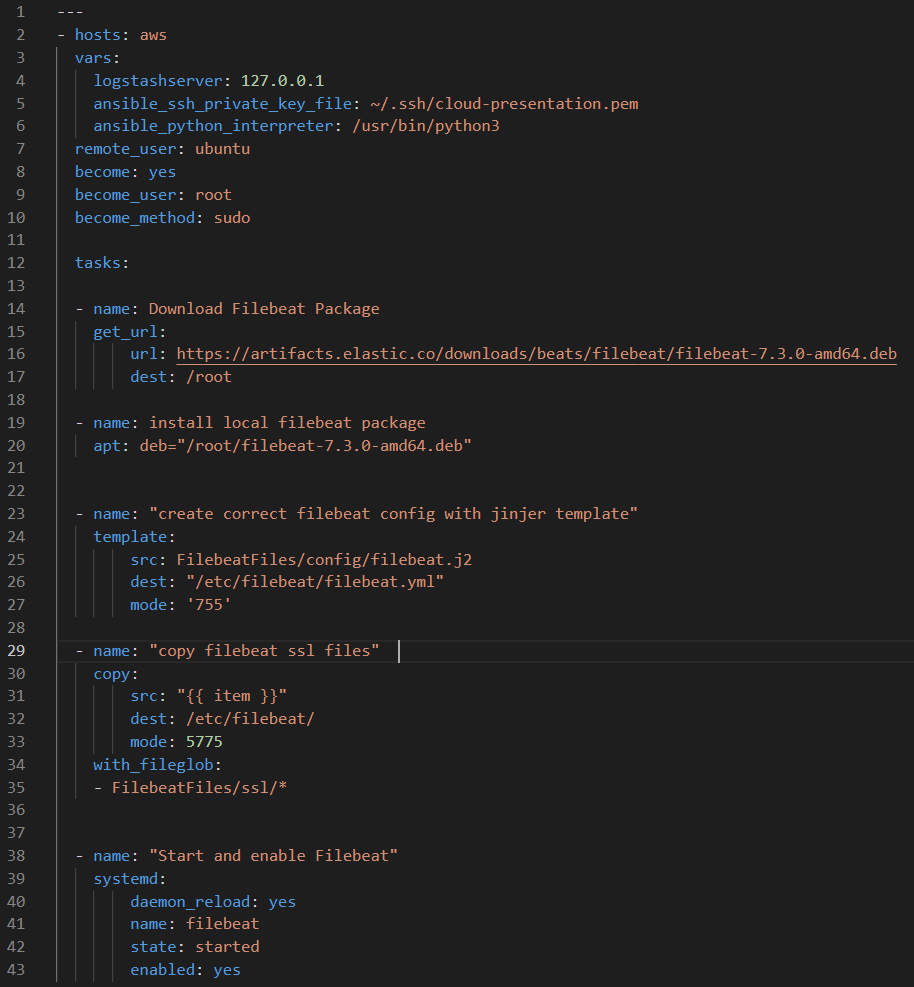 1 ---
2 - hosts: aws
3   vars:
4     logstashserver: 127.0.0.1
5     ansible_ssh_private_key_file: ~/.ssh/cloud-presentation.pem
6     ansible_python_interpreter: /usr/bin/python3
7   remote_user: ubuntu
8   become: yes
9   become_user: root
10   become_method: sudo
11
12   tasks:
13
14   - name: Download Filebeat Package
15     get_url:
16         url: https://artifacts.elastic.co/downloads/beats/filebeat/filebeat-7.3.0-amd64.deb
17         dest: /root
18
19   - name: install local filebeat package
20     apt: deb="/root/filebeat-7.3.0-amd64.deb"
21
22
23   - name: "create correct filebeat config with jinjer template"
24     template:
25         src: FilebeatFiles/config/filebeat.j2
26         dest: "/etc/filebeat/filebeat.yml"
27         mode: '755'
28
29   - name: "copy filebeat ssl files"
30     copy:
31         src: "{{ item }}"
32         dest: /etc/filebeat/
33         mode: 5775
34     with_fileglob:
35     - FilebeatFiles/ssl/*
36
37
38   - name: "Start and enable Filebeat"
39     systemd:
40         daemon_reload: yes
41         name: filebeat
42         state: started
43         enabled: yes